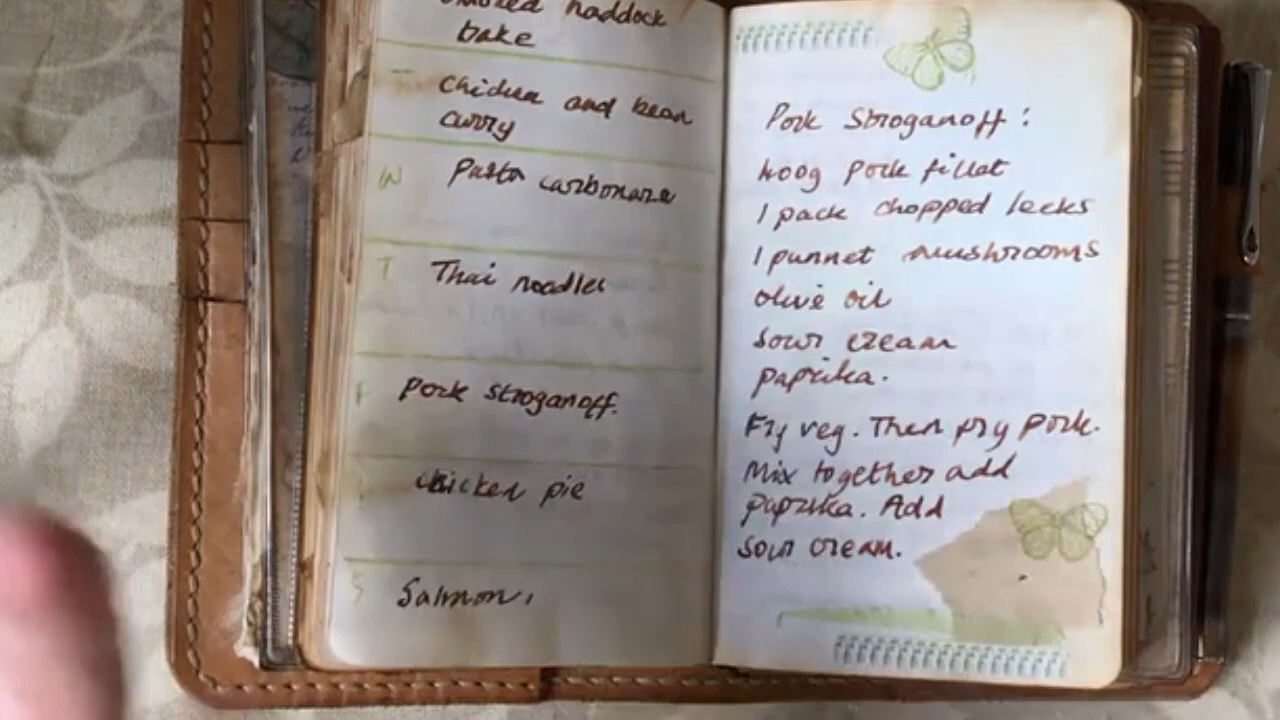 smoked haddock
bake
T
Chicken and bean
curry
W
Pasta carbonara
T
Thai noodles
F
Pork stroganoff.
chicken pie
S
Salmon,
Pork Stroganoff:
400g pork fillat
1 pack chopped leeks
1 punnet mushrooms
olive oil
Sour cream
paprika.
Fry veg. Then fry pork.
Mix together add
paprika. Add
Sour cream.